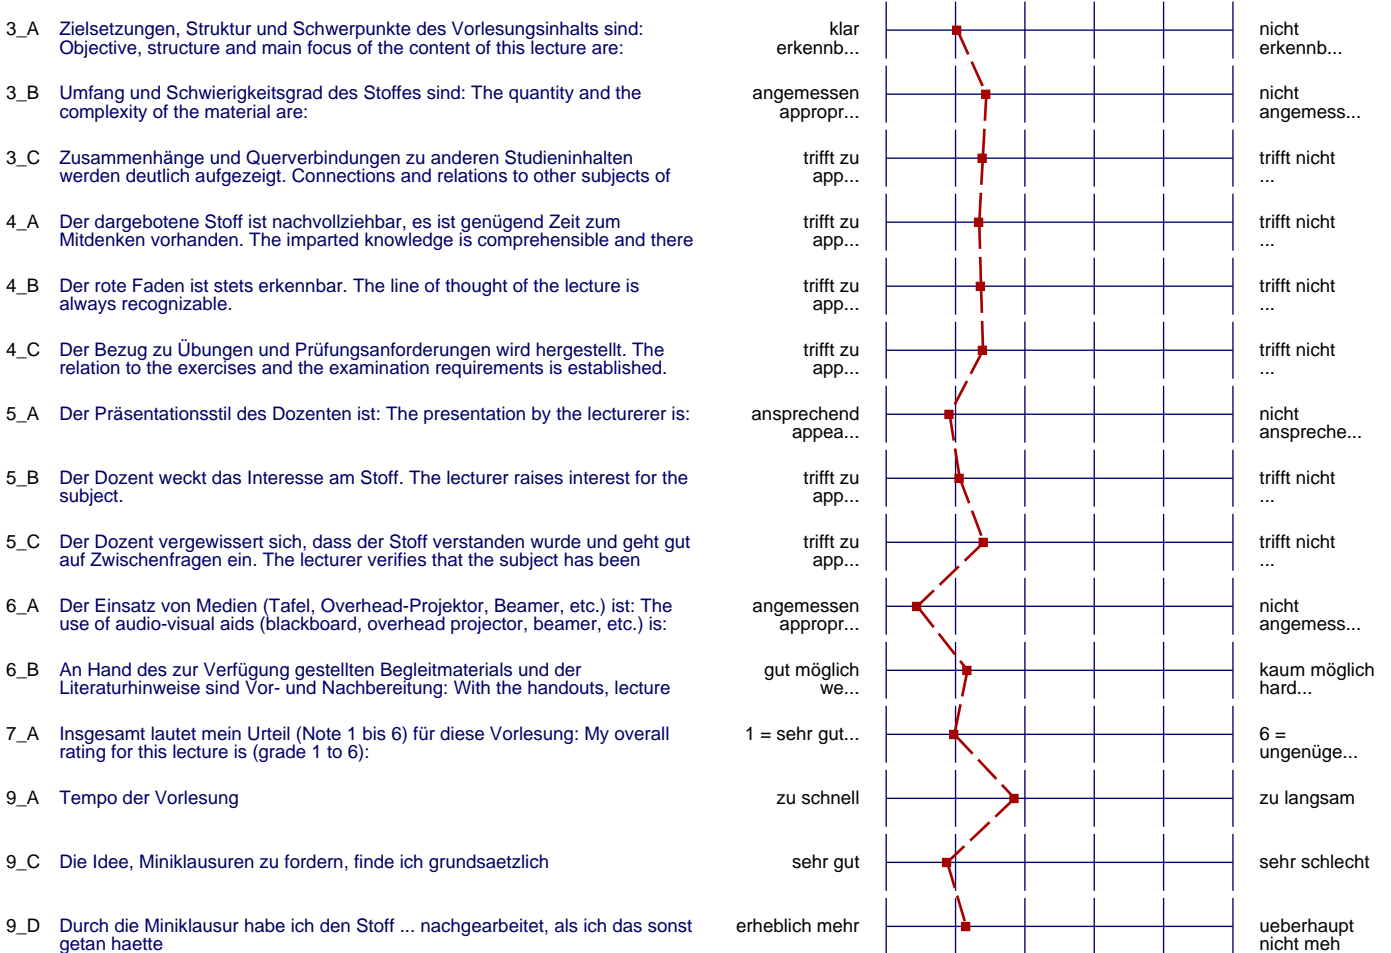 3_A Zielsetzungen, Struktur und Schwerpunkte des Vorlesungsinhalts sind: klar nicht
Objective, structure and main focus of the content of this lecture are: erkennb... erkennb...
3_B Umfang und Schwierigkeitsgrad des Stoffes sind: The quantity and the angemessen nicht
complexity of the material are: appropr... angemess...
3_C Zusammenhänge und Querverbindungen zu anderen Studieninhalten trifft zu trifft nicht
werden deutlich aufgezeigt. Connections and relations to other subjects of app... ...
4_A Der dargebotene Stoff ist nachvollziehbar, es ist genügend Zeit zum trifft zu trifft nicht
Mitdenken vorhanden. The imparted knowledge is comprehensible and there app... ...
4_B Der rote Faden ist stets erkennbar. The line of thought of the lecture is trifft zu trifft nicht
always recognizable. app... ...
4_C Der Bezug zu Übungen und Prüfungsanforderungen wird hergestellt. The trifft zu trifft nicht
relation to the exercises and the examination requirements is established. app... ...
5_A Der Präsentationsstil des Dozenten ist: The presentation by the lecturerer is: ansprechend nicht
appea... anspreche...
5_B Der Dozent weckt das Interesse am Stoff. The lecturer raises interest for the trifft zu trifft nicht
subject. app... ...
5_C Der Dozent vergewissert sich, dass der Stoff verstanden wurde und geht gut trifft zu trifft nicht
auf Zwischenfragen ein. The lecturer verifies that the subject has been app... ...
6_A Der Einsatz von Medien (Tafel, Overhead-Projektor, Beamer, etc.) ist: The angemessen nicht
use of audio-visual aids (blackboard, overhead projector, beamer, etc.) is: appropr... angemess...
6_B An Hand des zur Verfügung gestellten Begleitmaterials und der gut möglich kaum möglich
Literaturhinweise sind Vor- und Nachbereitung: With the handouts, lecture we... hard...
7_A Insgesamt lautet mein Urteil (Note 1 bis 6) für diese Vorlesung: My overall 1 = sehr gut... 6 =
rating for this lecture is (grade 1 to 6): ungenüge...
9_A Tempo der Vorlesung zu schnell zu langsam
9_C Die Idee, Miniklausuren zu fordern, finde ich grundsaetzlich sehr gut sehr schlecht
9_D Durch die Miniklausur habe ich den Stoff ... nachgearbeitet, als ich das sonst erheblich mehr ueberhaupt
getan haette nicht meh